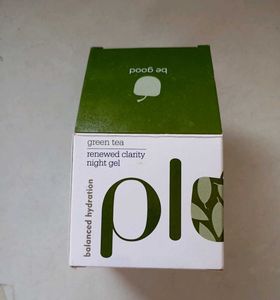 be good
green tea
renewed clarity
night gel
balanced hydration
pl